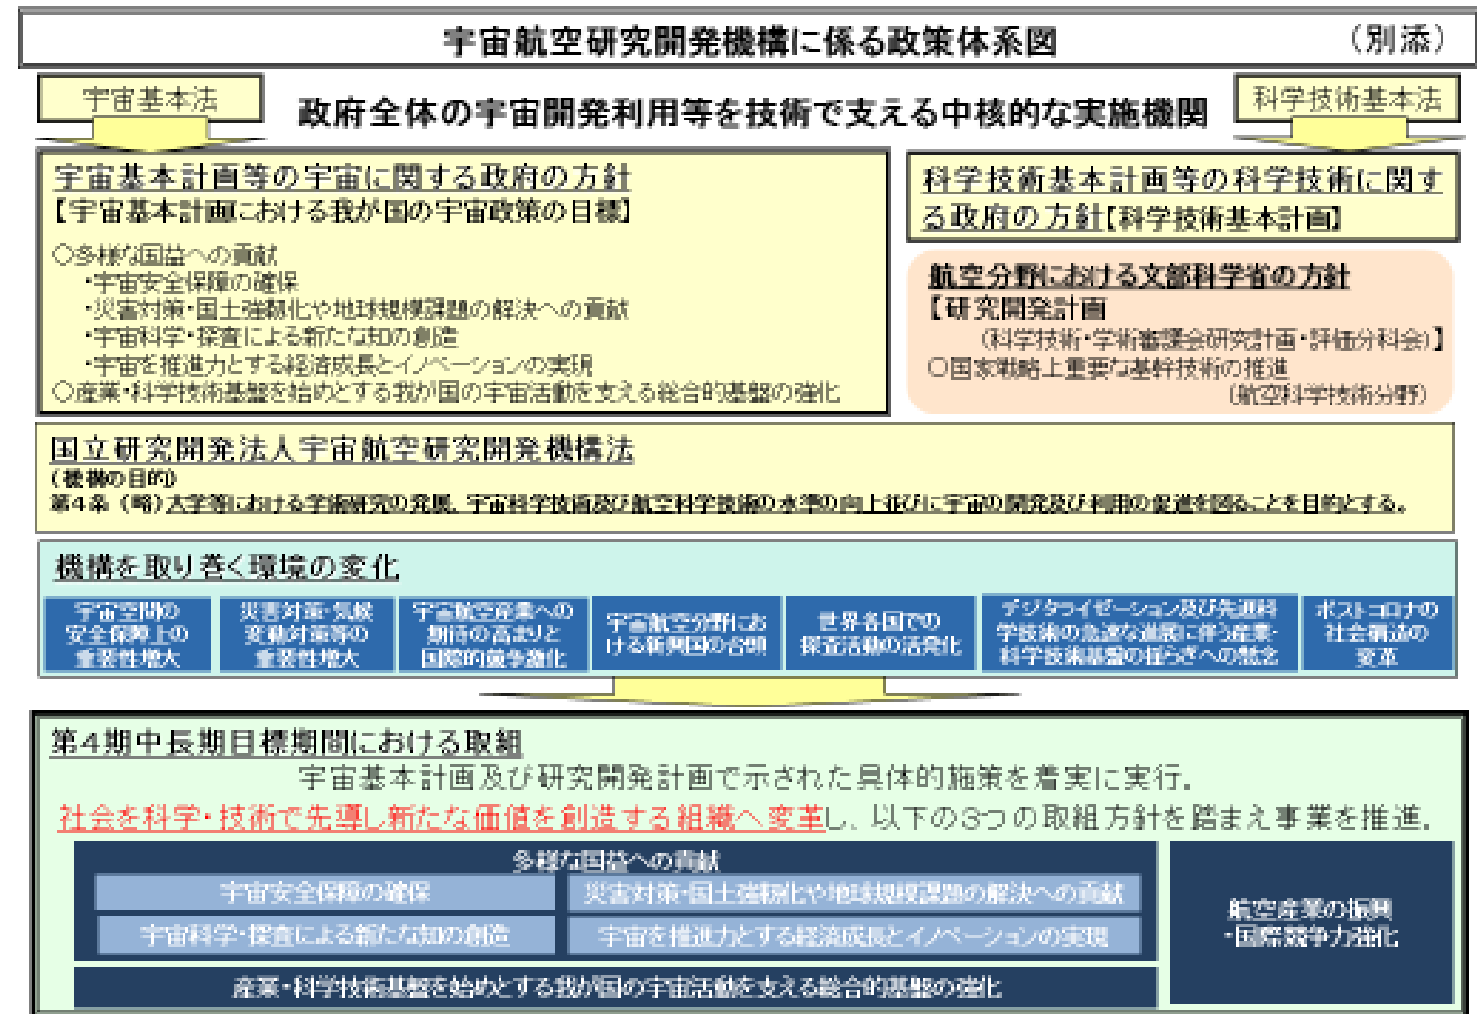 宇宙航空研究開発機構に係る政策体系図
（別添）
宇宙基本法
政府全体の宇宙開発利用等を技術で支える中核的な実施機関
科学技術基本法
宇宙基本計画等の宇宙に関する政府の方針
【宇宙基本計画における我が国の宇宙政策の目標】
○多様な国益への貢献
・宇宙安全保障の確保
・災害対策・国土強靱化や地球規模課題の解決への貢献
・宇宙科学・探査による新たな知の創造
・宇宙を推進力とする経済成長とイノベーションの実現
○産業・科学技術基盤を始めとする我が国の宇宙活動を支える総合的基盤の強化
科学技術基本計画等の科学技術に関す
る政府の方針【科学技術基本計画】
航空分野における文部科学省の方針
【研究開発計画
（科学技術・学術審議会研究計画・評価分科会）】
○国家戦略上重要な基幹技術の推進
（航空科学技術分野）
国立研究開発法人宇宙航空研究開発機構法
（機構の目的）
第４条（略）大学等における学術研究の発展、宇宙科学技術及び航空科学技術の水準の向上並びに宇宙の開発及び利用の促進を図ることを目的とする。
機構を取り巻く環境の変化
宇宙空間の
安全保障上の
重要性増大
災害対策・気候
変動対策等の
重要性増大
宇宙航空産業への
期待の高まりと
国際的競争激化
宇宙航空分野にお
ける新興国の台頭
世界各国での
探査活動の活発化
デジタライゼーション及び先進科
学技術の急速な進展に伴う産業・
科学技術基盤の揺らぎへの懸念
ポストコロナの
社会構造の
変革
第４期中長期目標期間における取組
宇宙基本計画及び研究開発計画で示された具体的施策を着実に実行。
社会を科学・技術で先導し新たな価値を創造する組織へ変革し、以下の３つの取組方針を踏まえ事業を推進。
多様な国益への貢献
宇宙安全保障の確保
災害対策・国土強靱化や地球規模課題の解決への貢献
宇宙科学・探査による新たな知の創造
宇宙を推進力とする経済成長とイノベーションの実現
産業・科学技術基盤を始めとする我が国の宇宙活動を支える総合的基盤の強化
航空産業の振興
・国際競争力強化